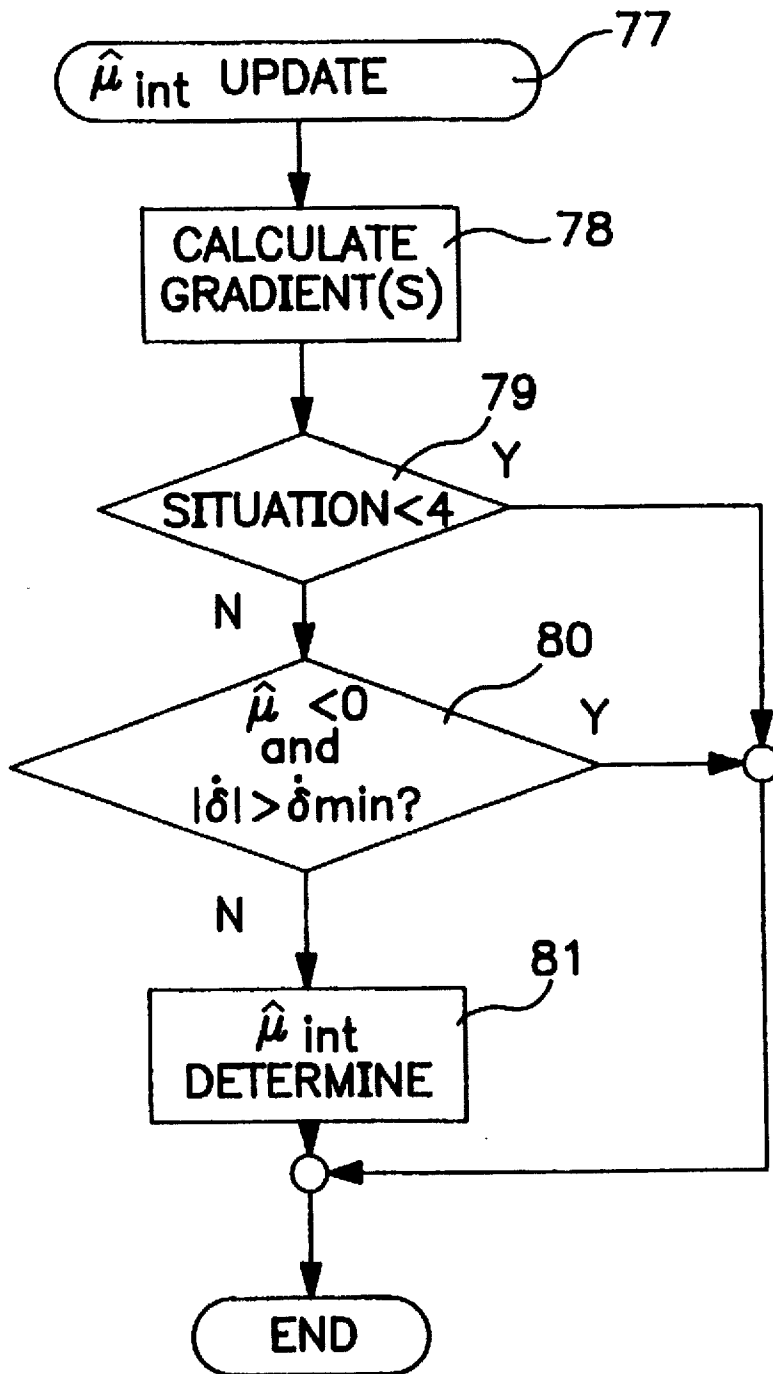 77
μ̂ int UPDATE
78
CALCULATE
GRADIENT(S)
79
Y
SITUATION<4
N
80
μ̂ <0
Y
and
|δ̇|>δ̇min?
N
81
μ̂ int
DETERMINE
END